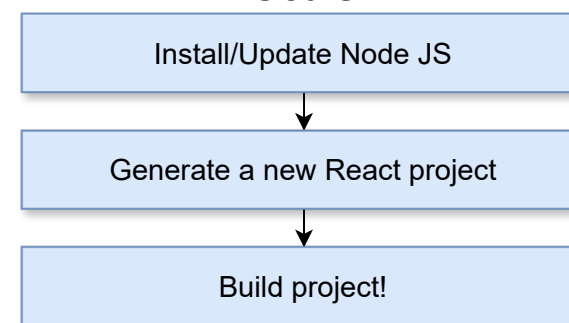 Install/Update Node JS
Generate a new React project
Build project!